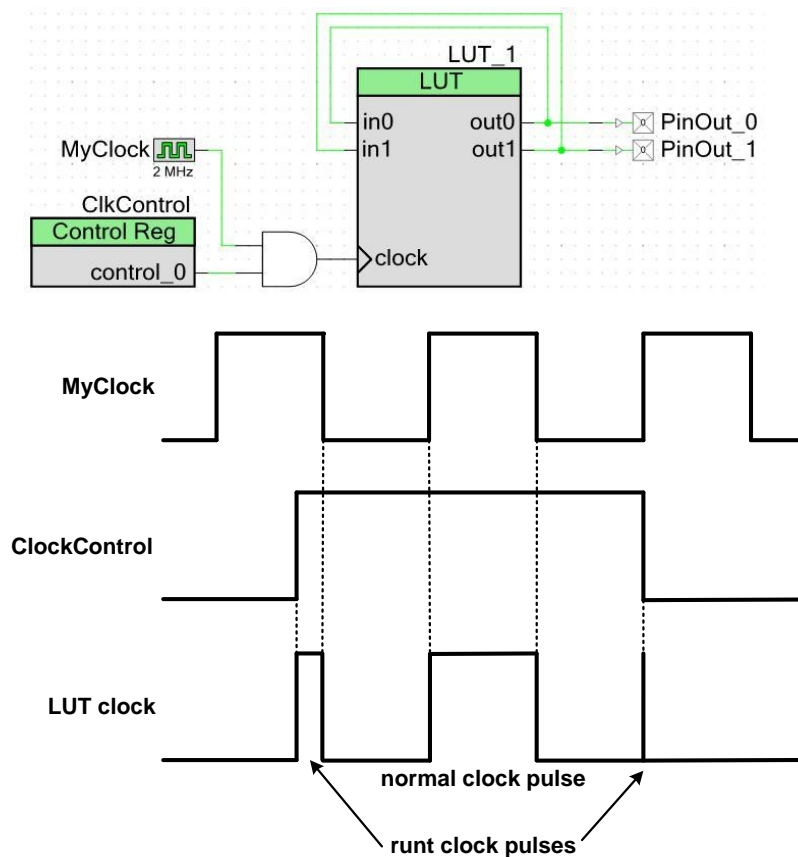 LUT_1
LUT
in0 out0 PinOut_0
in1 out1 PinOut_1
MyClock
2 MHz
ClkControl
Control Reg
control_0
clock
MyClock
ClockControl
LUT clock
normal clock pulse
runt clock pulses